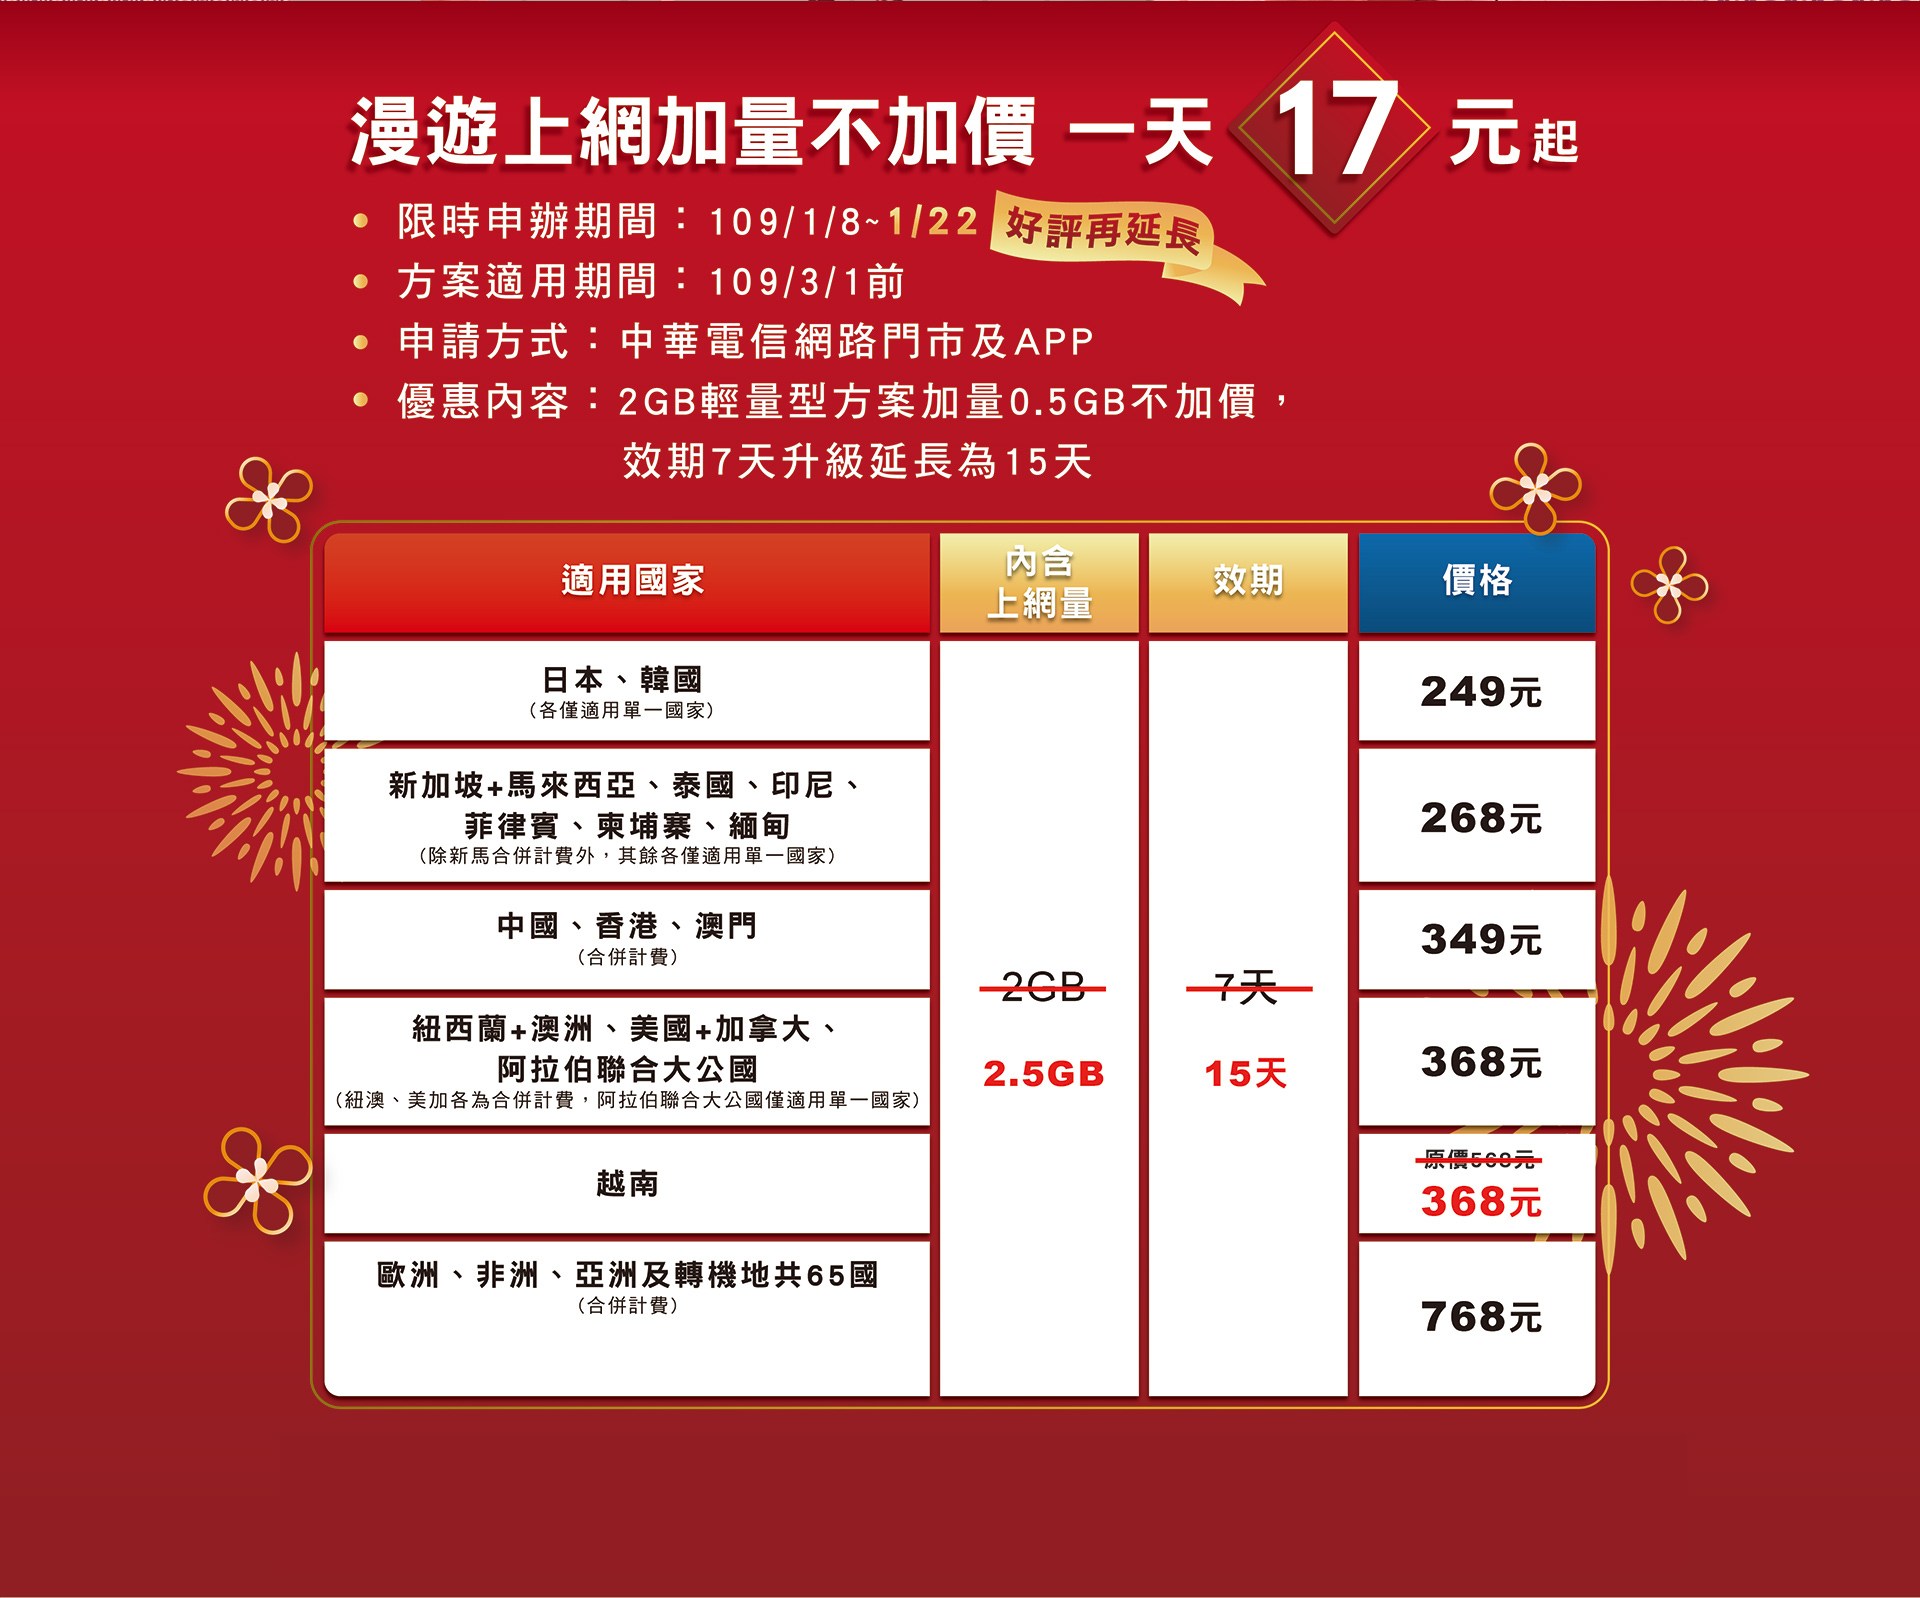 漫遊上網加量不加價 一天 17 元起
• 限時申辦期間：109/1/8~1/22 好評再延長
• 方案適用期間：109/3/1前
• 申請方式：中華電信網路門市及APP
• 優惠內容：2GB輕量型方案加量0.5GB不加價，
效期7天升級延長為15天
適用國家
內含
上網量
效期
價格
日本、韓國
（各僅適用單一國家）
249元
新加坡+馬來西亞、泰國、印尼、
菲律賓、柬埔寨、緬甸
（除新馬合併計費外，其餘各僅適用單一國家）
268元
中國、香港、澳門
（合併計費）
349元
2GB
7天
2.5GB
15天
紐西蘭+澳洲、美國+加拿大、
阿拉伯聯合大公國
（紐澳、美加各為合併計費，阿拉伯聯合大公國僅適用單一國家）
368元
越南
原價568元
368元
歐洲、非洲、亞洲及轉機地共65國
（合併計費）
768元